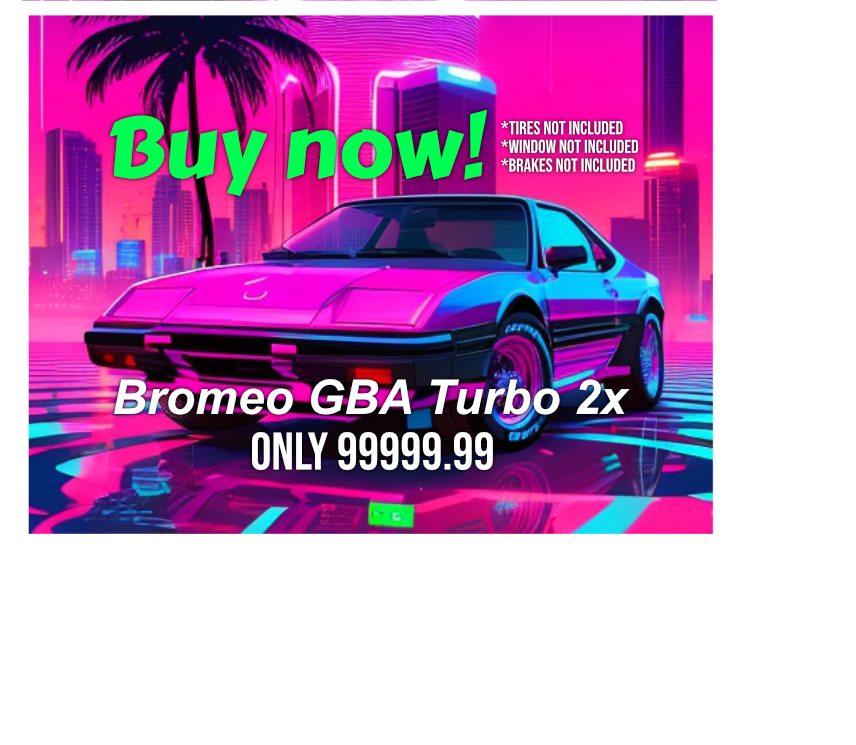 Buy now!
*TIRES NOT INCLUDED
*WINDOW NOT INCLUDED
*BRAKES NOT INCLUDED
Bromeo GBA Turbo 2x
ONLY 99999.99